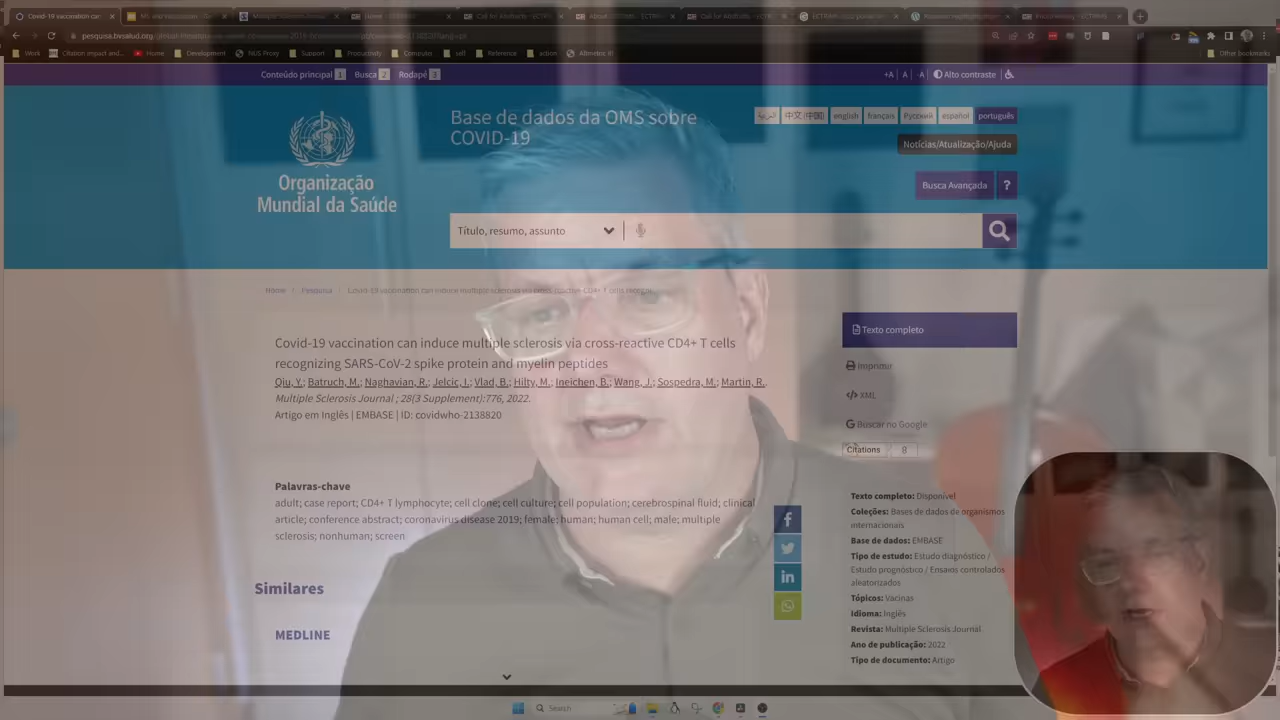 Covid-19 vaccination can
pesquisa.bvsalud.org
Work
Citation impact and...
Home
Development
NUS Proxy
Support
Productivity
Computs
self
Reference
action
Altmetric it!
Other bookmarks
Conteúdo principal 1 Busca 2 Rodapé 3
+A A -A Alto contraste
Organização
Mundial da Saúde
Base de dados da OMS sobre
COVID-19
العربية 中文 (中国) english français Русский español português
Notícias/Atualização/Ajuda
Busca Avançada ?
Título, resumo, assunto
Home / Pesquisa / Covid-19 vaccination can induce multiple sclerosis via cross-reactive CD4+ T cells recogni...
Covid-19 vaccination can induce multiple sclerosis via cross-reactive CD4+ T cells
recognizing SARS-CoV-2 spike protein and myelin peptides
Qiu, Y.; Batruch, M.; Naghavian, R.; Jelcic, I.; Vlad, B.; Hilty, M.; Ineichen, B.; Wang, J.; Sospedra, M.; Martin, R..
Multiple Sclerosis Journal ; 28(3 Supplement):776, 2022.
Artigo em Inglês | EMBASE | ID: covidwho-2138820
Palavras-chave
adult; case report; CD4+ T lymphocyte; cell clone; cell culture; cell population; cerebrospinal fluid; clinical
article; conference abstract; coronavirus disease 2019; female; human; human cell; male; multiple
sclerosis; nonhuman; screen
Similares
MEDLINE
Texto completo
Imprimir
XML
Buscar no Google
Citations 8
Texto completo: Disponível
Coleções: Bases de dados de organismos
internacionais
Base de dados: EMBASE
Tipo de estudo: Estudo diagnóstico /
Estudo prognóstico / Ensaios controlados
aleatorizados
Tópicos: Vacinas
Idioma: Inglês
Revista: Multiple Sclerosis Journal
Ano de publicação: 2022
Tipo de documento: Artigo
Search